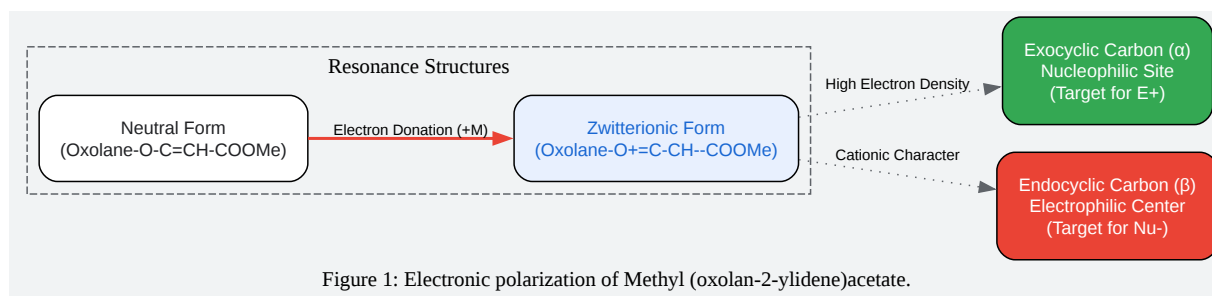 Resonance Structures
Neutral Form
(Oxolane-O-C=CH-COOMe)
Electron Donation (+M)
Zwitterionic Form
(Oxolane-O+=C-CH--COOMe)
High Electron Density
Cationic Character
Exocyclic Carbon (α)
Nucleophilic Site
(Target for E+)
Endocyclic Carbon (β)
Electrophilic Center
(Target for Nu-)
Figure 1: Electronic polarization of Methyl (oxolan-2-ylidene)acetate.